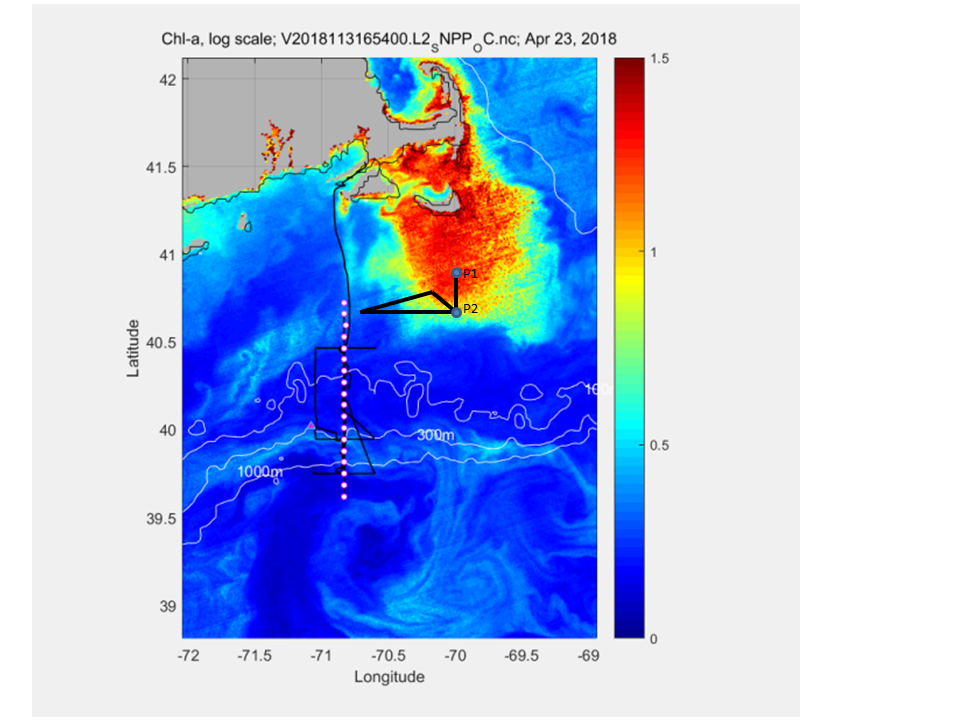 Chl-a, log scale; V2018113165400.L2SNPPOC.nc; Apr 23, 2018
42
41.5
41
40.5
40
39.5
39
Latitude
P1
P2
100m
300m
1000m
-72
-71.5
-71
-70.5
-70
-69.5
-69
Longitude
1.5
1
0.5
0